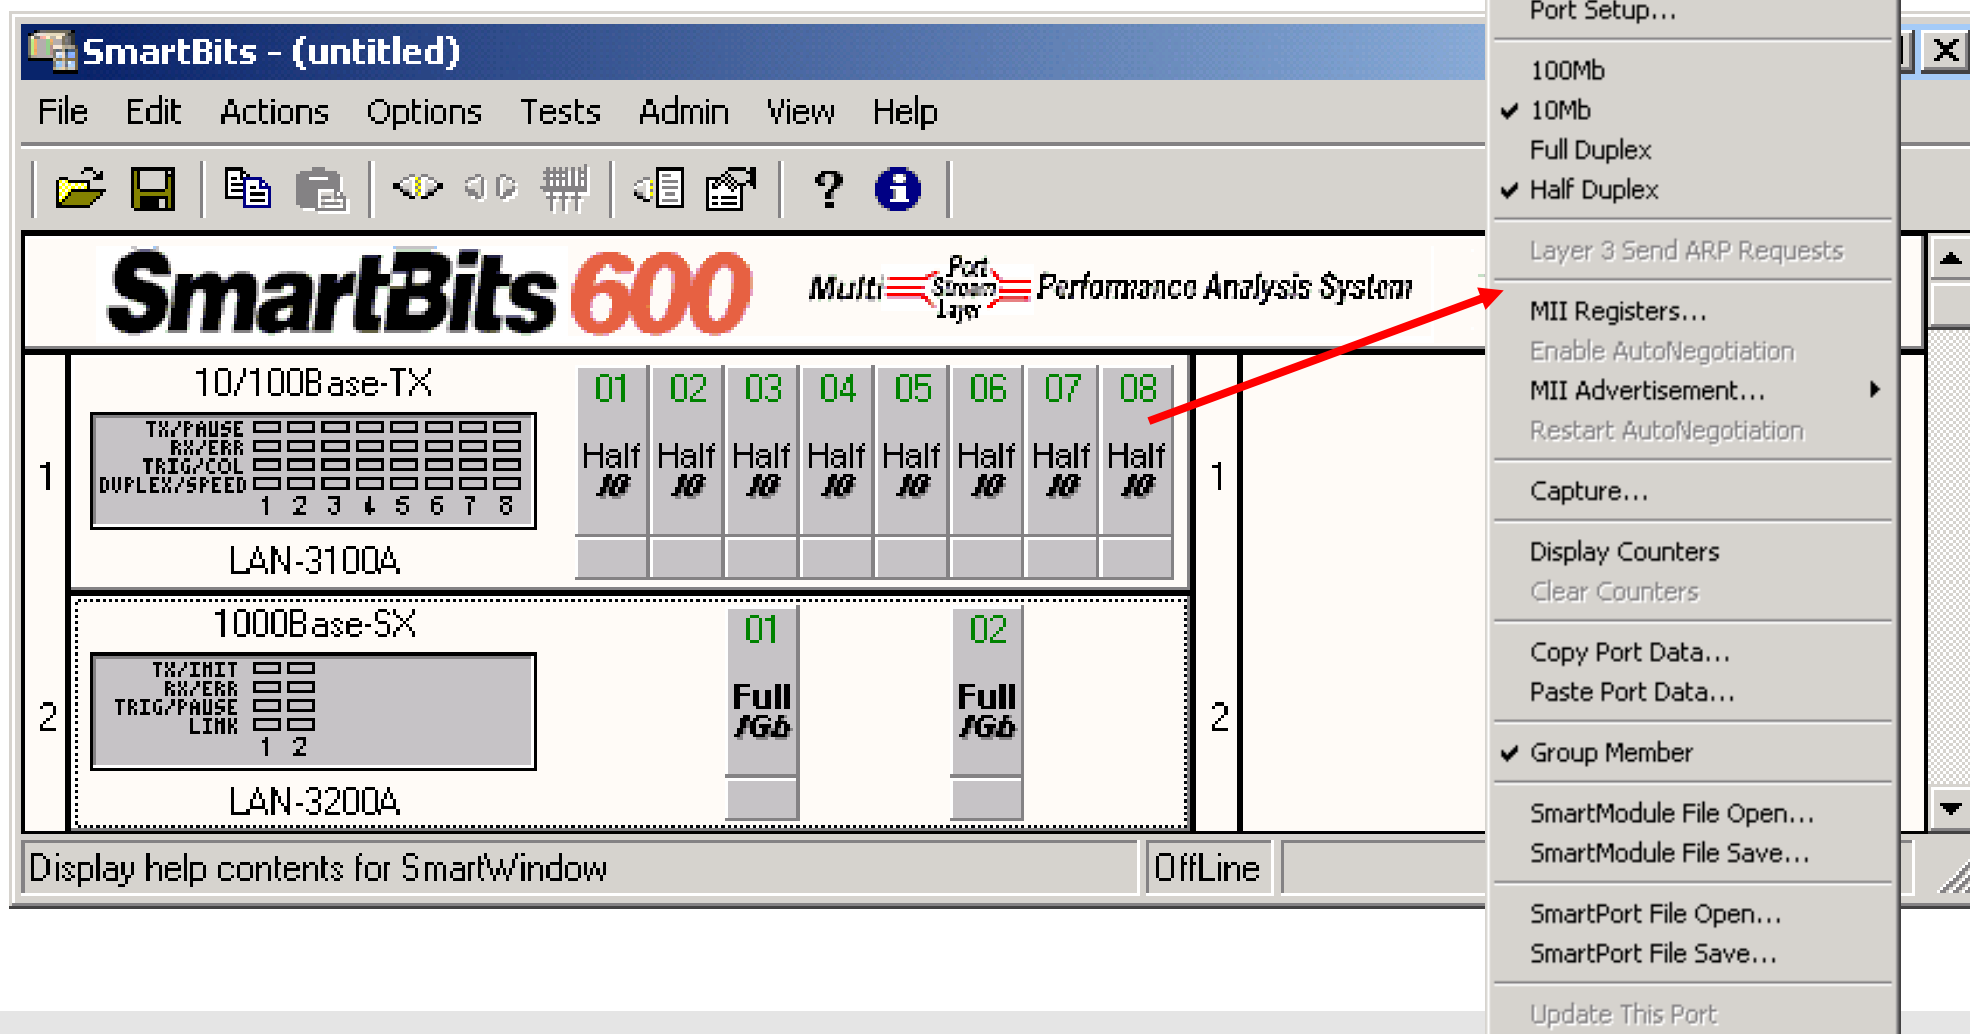 SmartBits - (untitled)
File Edit Actions Options Tests Admin View Help
SmartBits 600
Multi Port Stream Layer Performance Analysis System
1
10/100Base-TX
TX/PAUSE
RX/ERR
TRIG/COL
DUPLEX/SPEED
1 2 3 4 5 6 7 8
LAN-3100A
01 02 03 04 05 06 07 08
Half Half Half Half Half Half Half Half
10 10 10 10 10 10 10 10
1
2
1000Base-SX
TX/INIT
RX/ERR
TRIG/PAUSE
LINK
1 2
LAN-3200A
01 02
Full Full
1Gb 1Gb
2
Display help contents for SmartWindow
OffLine
Port Setup...
100Mb
10Mb
Full Duplex
Half Duplex
Layer 3 Send ARP Requests
MII Registers...
Enable AutoNegotiation
MII Advertisement...
Restart AutoNegotiation
Capture...
Display Counters
Clear Counters
Copy Port Data...
Paste Port Data...
Group Member
SmartModule File Open...
SmartModule File Save...
SmartPort File Open...
SmartPort File Save...
Update This Port